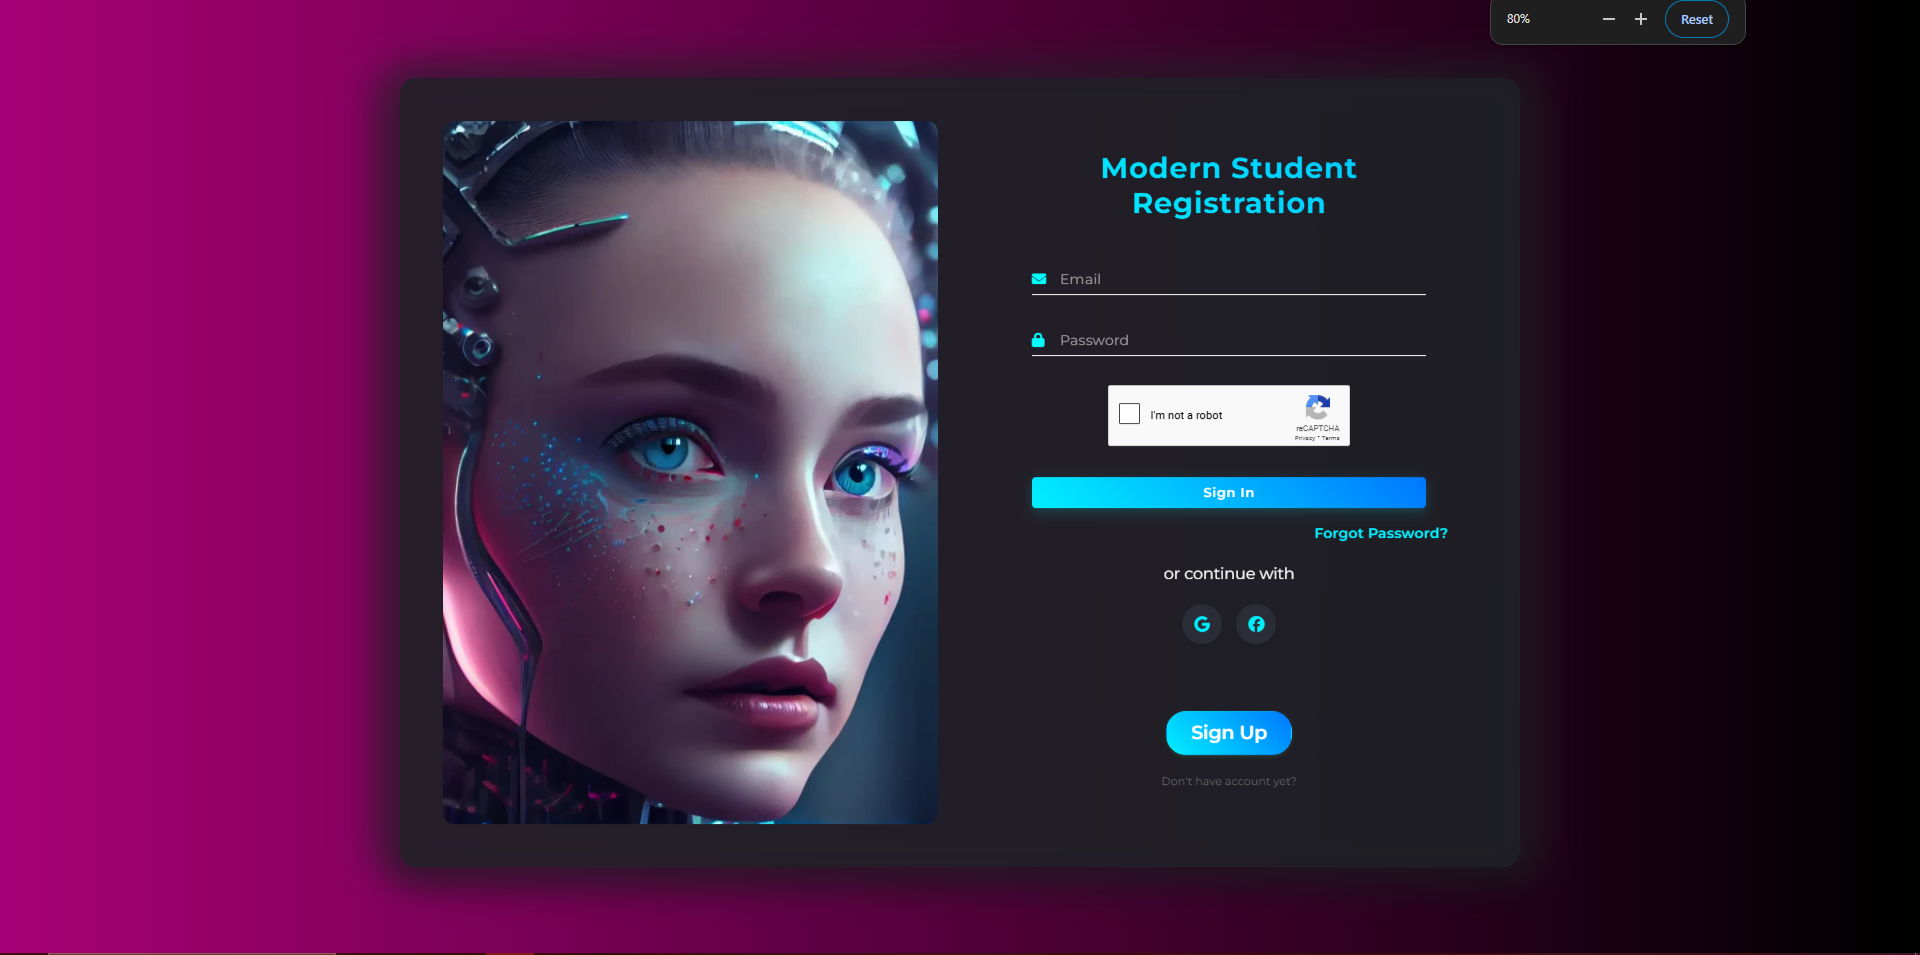 80%
Reset
Modern Student
Registration
Email
Password
I'm not a robot
reCAPTCHA
Privacy - Terms
Sign In
Forgot Password?
or continue with
Sign Up
Don't have account yet?